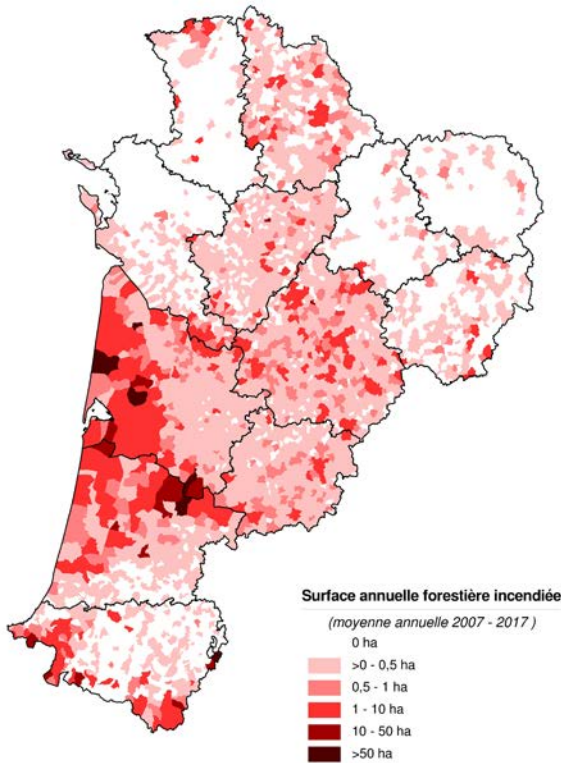 Surface annuelle forestière incendiée
(moyenne annuelle 2007 - 2017 )
0 ha
>0 - 0,5 ha
0,5 - 1 ha
1 - 10 ha
10 - 50 ha
>50 ha